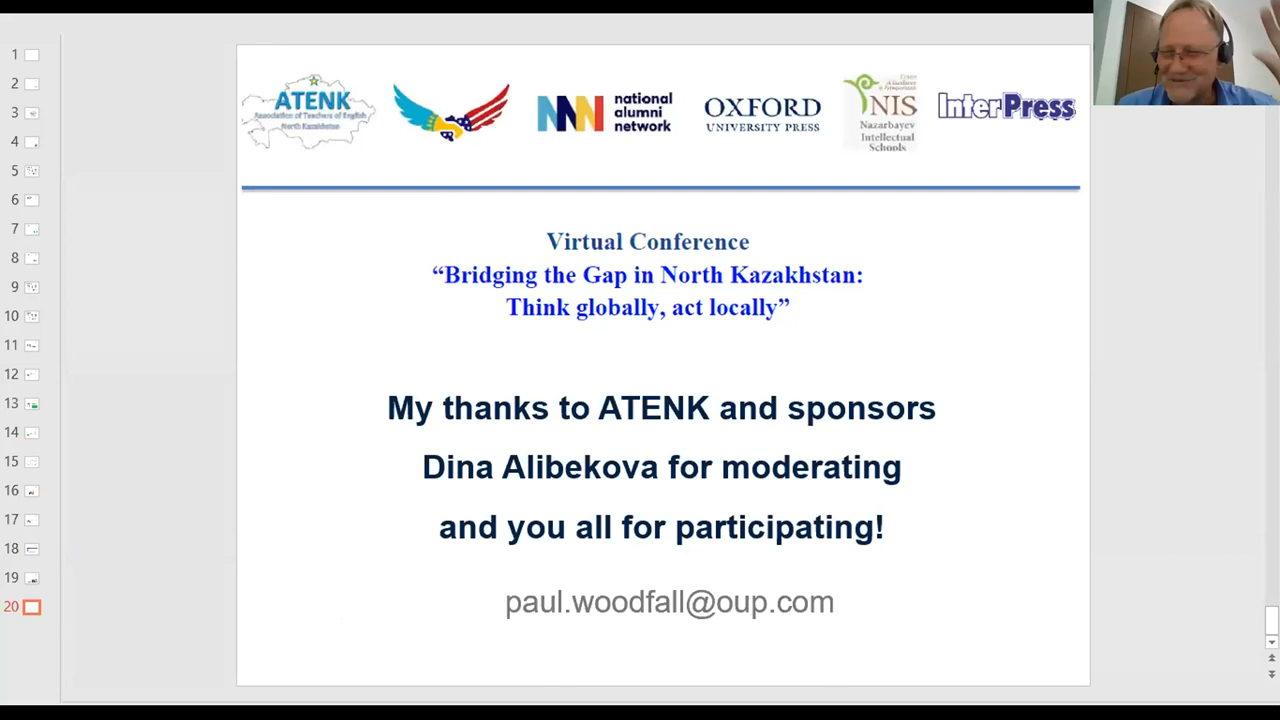 1
2
3
4
5
6
7
8
9
10
11
12
13
14
15
16
17
18
19
20
ATENK
Association of Teachers of English
North Kazakhstan
national
alumni
network
OXFORD
UNIVERSITY PRESS
NIS
Nazarbayev
Intellectual
Schools
InterPress
Virtual Conference
“Bridging the Gap in North Kazakhstan:
Think globally, act locally”
My thanks to ATENK and sponsors
Dina Alibekova for moderating
and you all for participating!
paul.woodfall@oup.com